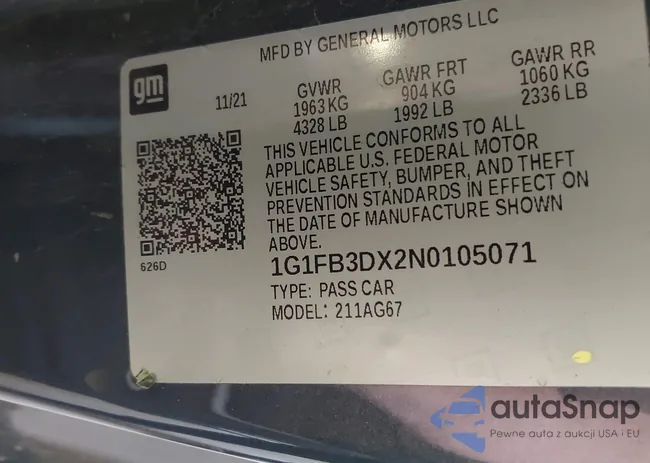 MFD BY GENERAL MOTORS LLC
gm
11/21
GVWR
1963 KG
4328 LB
GAWR FRT
904 KG
1992 LB
GAWR RR
1060 KG
2336 LB
THIS VEHICLE CONFORMS TO ALL
APPLICABLE U.S. FEDERAL MOTOR
VEHICLE SAFETY, BUMPER, AND THEFT
PREVENTION STANDARDS IN EFFECT ON
THE DATE OF MANUFACTURE SHOWN
ABOVE.
626D
1G1FB3DX2N0105071
TYPE: PASS CAR
MODEL: 211AG67
autaSnap
Pewne auta z aukcji USA i EU